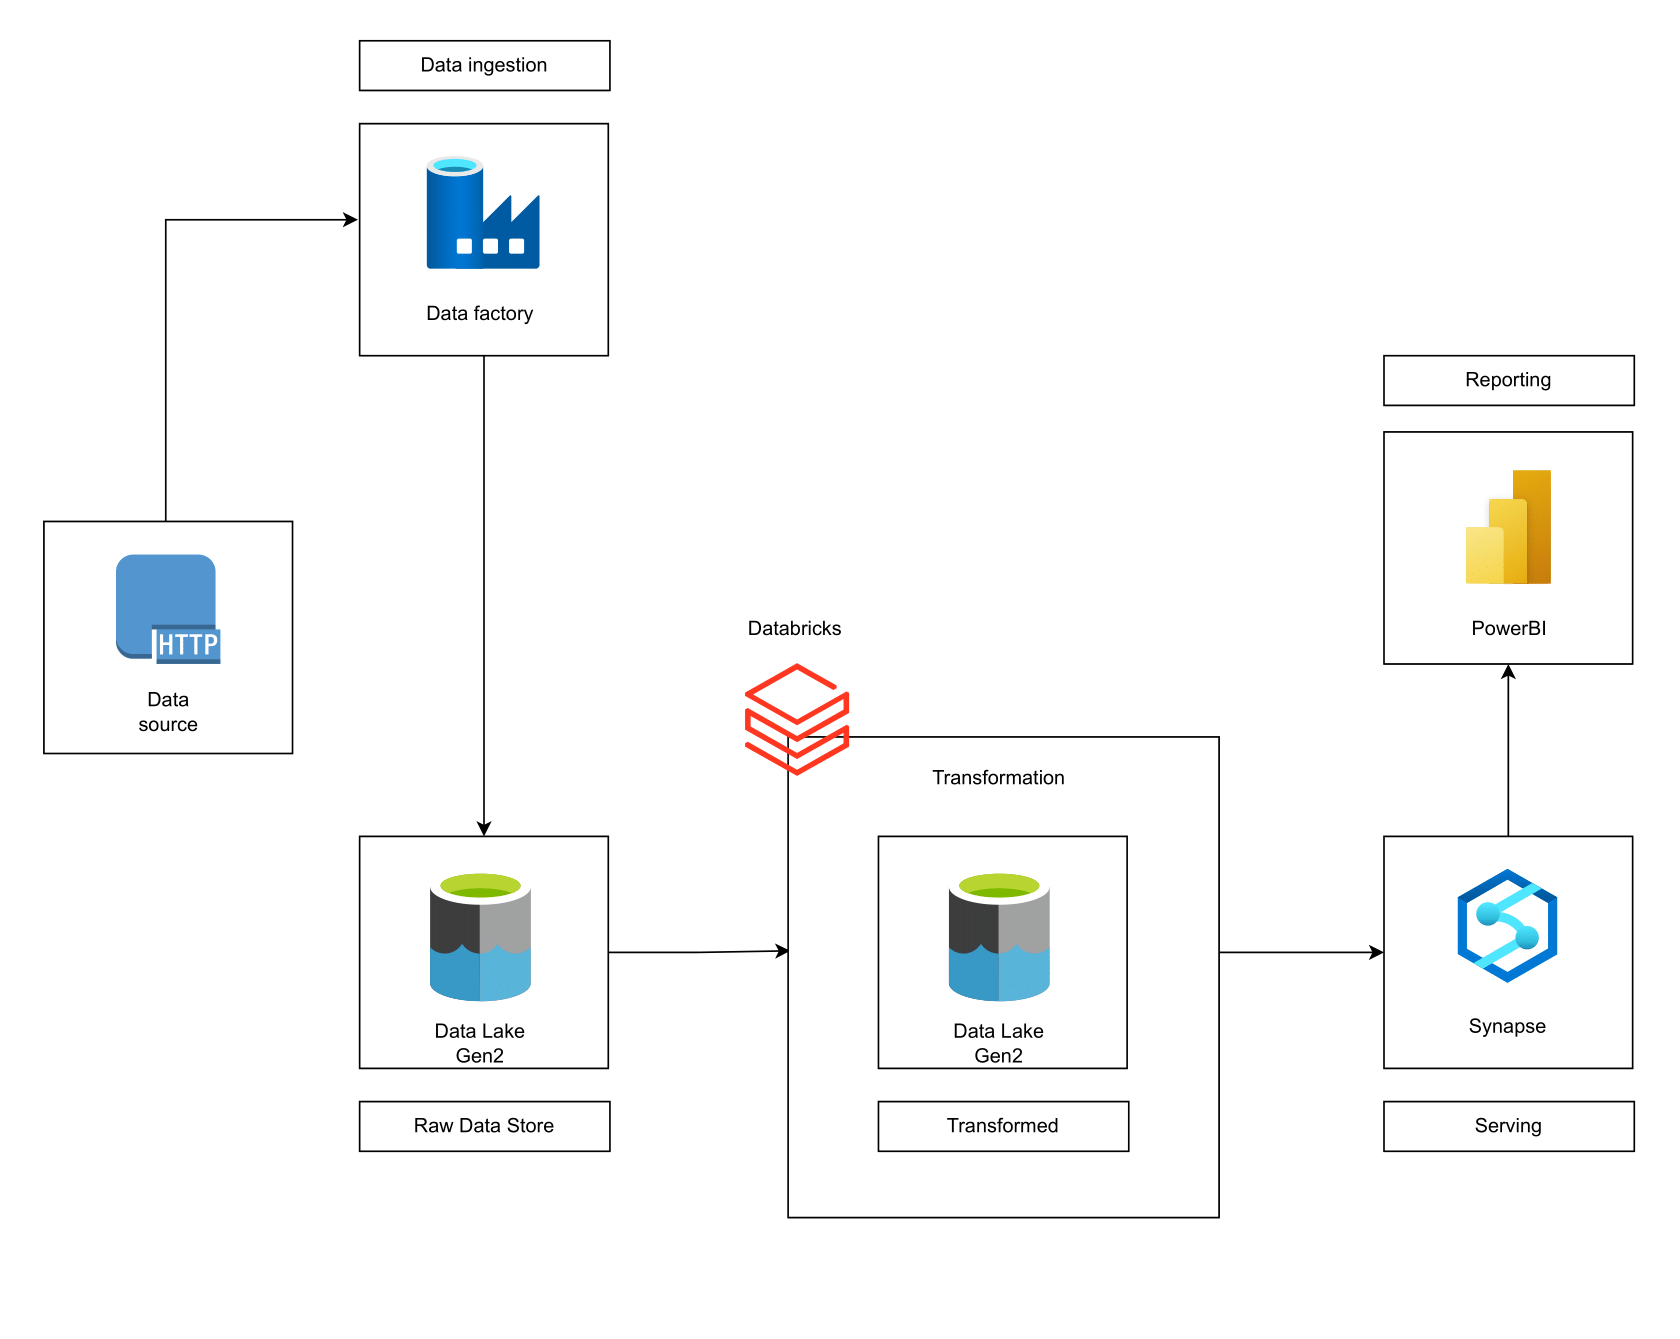 Data ingestion
Data factory
HTTP
Data
source
Reporting
PowerBI
Databricks
Transformation
Data Lake
Gen2
Raw Data Store
Data Lake
Gen2
Transformed
Synapse
Serving